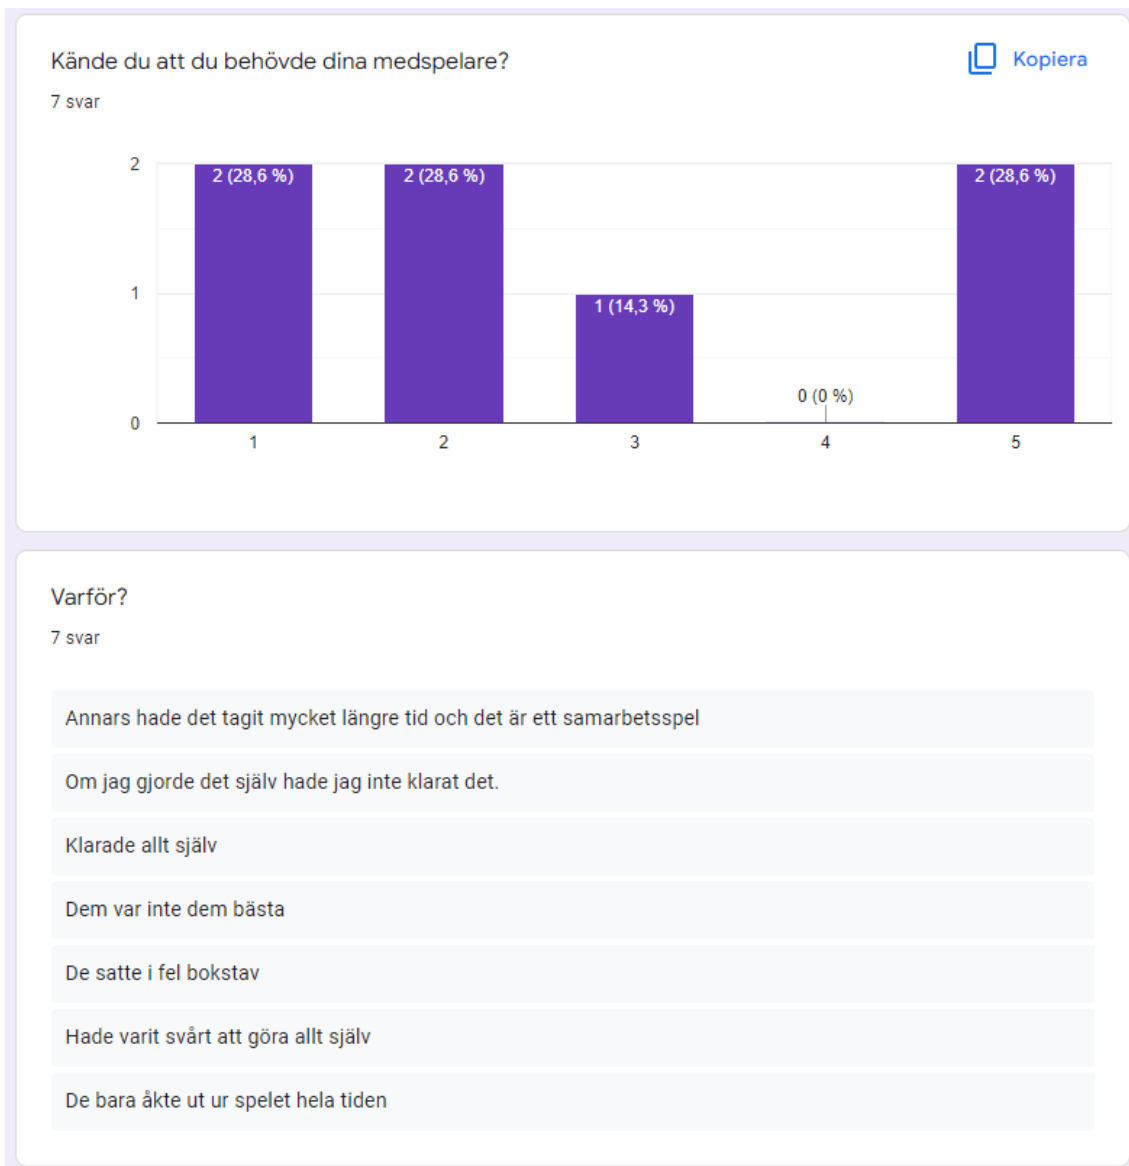 Kände du att du behövde dina medspelare?
Kopiera
7 svar
2
1
0
2 (28,6 %)
2 (28,6 %)
1 (14,3 %)
0 (0 %)
2 (28,6 %)
1
2
3
4
5
Varför?
7 svar
Annars hade det tagit mycket längre tid och det är ett samarbetsspel
Om jag gjorde det själv hade jag inte klarat det.
Klarade allt själv
Dem var inte dem bästa
De satte i fel bokstav
Hade varit svårt att göra allt själv
De bara åkte ut ur spelet hela tiden